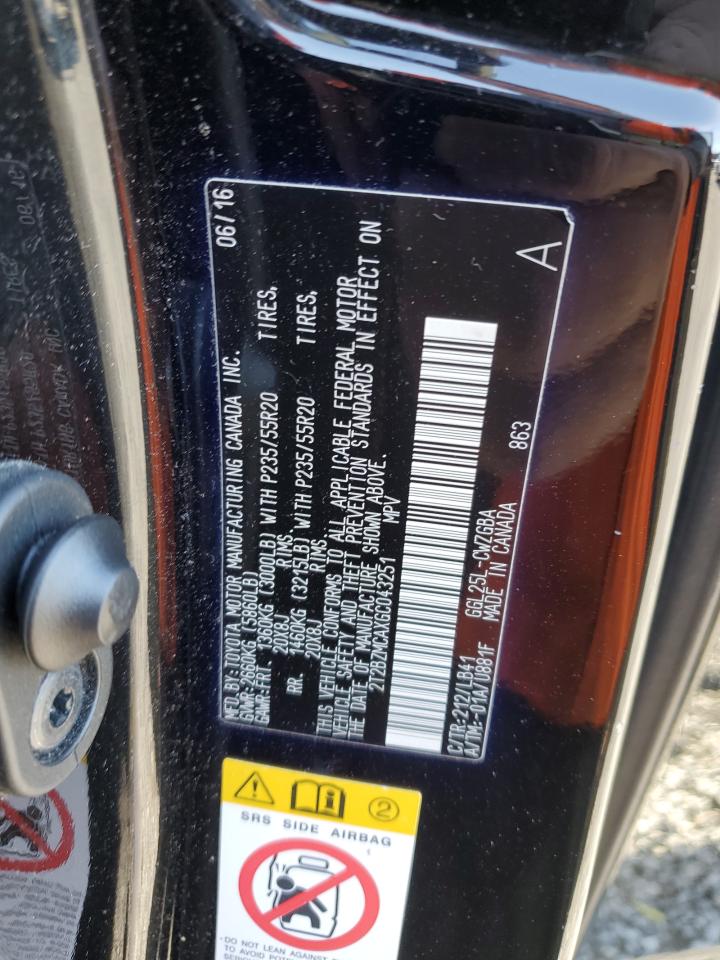 06/16
MFD. BY: TOYOTA MOTOR MANUFACTURING CANADA INC.
GVWR-2660KG (5860LB)
GAWR-FRT. 1360KG (3000LB) WITH P235/55R20 TIRES,
20X8J RIMS,
RR. 1460KG (3215LB) WITH P235/55R20 TIRES,
20X8J RIMS,
THIS VEHICLE CONFORMS TO ALL APPLICABLE FEDERAL MOTOR
VEHICLE SAFETY AND THEFT PREVENTION STANDARDS IN EFFECT ON
THE DATE OF MANUFACTURE SHOWN ABOVE.
MPV
C/TR:212/LB41 GGL25L-CWZGBA
A/TM:-01A/U881F MADE IN CANADA
863
A
2
SRS SIDE AIRBAG
1
DO NOT LEAN AGAINST
TO AVOID